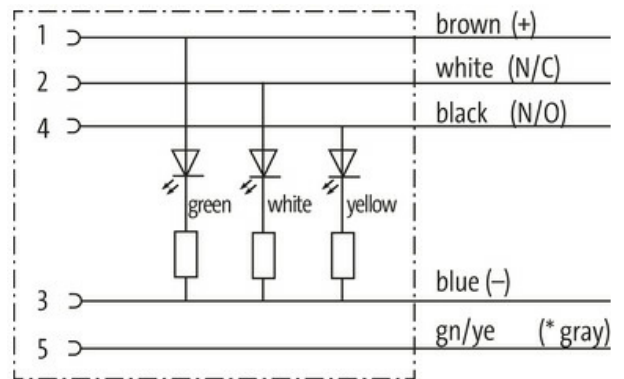 1 brown (+)
2 white (N/C)
4 black (N/O)
green white yellow
3 blue (–)
5 gn/ye (* gray)